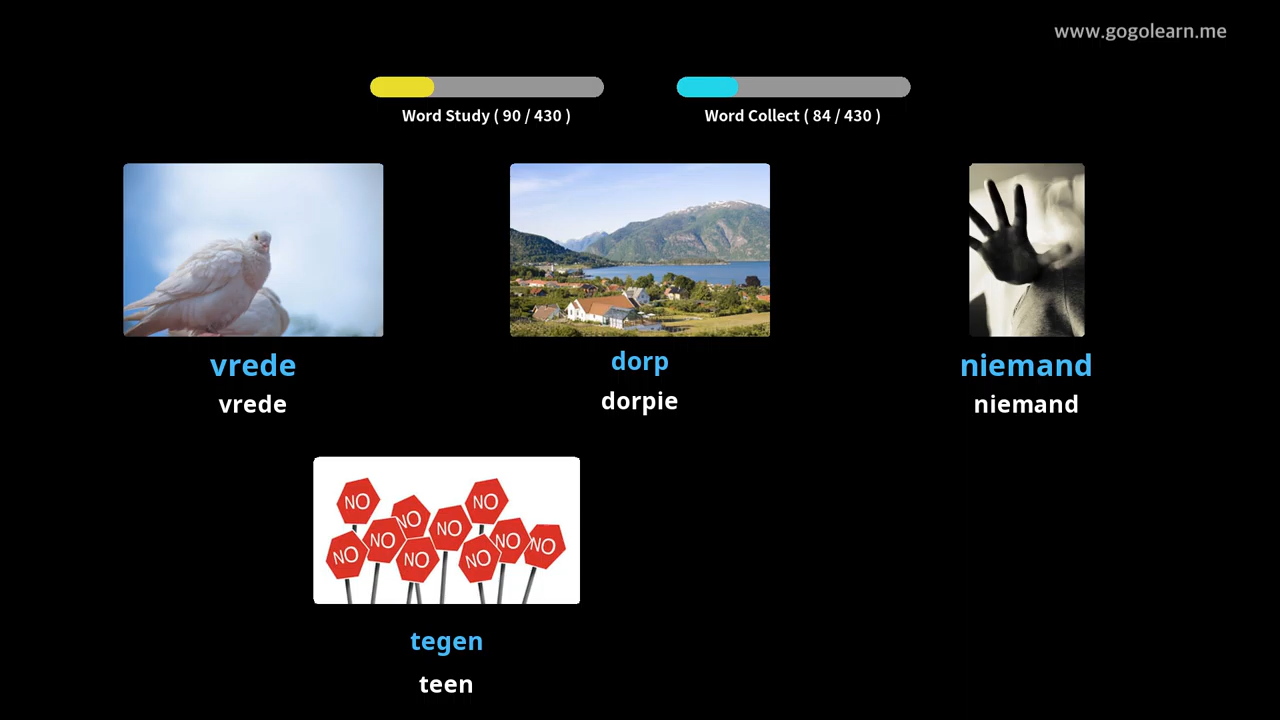 www.gogolearn.me
Word Study ( 90 / 430 )
Word Collect ( 84 / 430 )
vrede
vrede
dorp
dorpie
niemand
niemand
NO
NO
NO
NO
NO
NO
NO
NO
NO
NO
tegen
teen